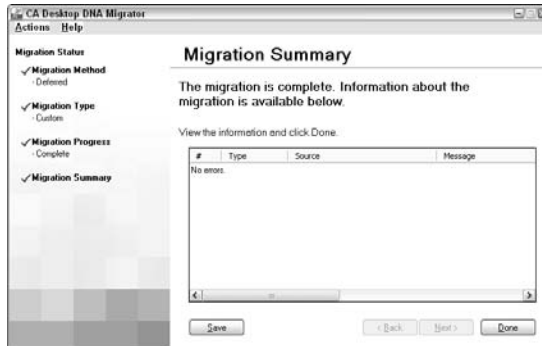 CA Desktop DNA Migrator
Actions Help
Migration Status
Migration Method
- Deferred
Migration Type
- Custom
Migration Progress
- Complete
Migration Summary
Migration Summary
The migration is complete. Information about the
migration is available below.
View the information and click Done.
# Type Source Message
No errors.
Save < Back Next > Done